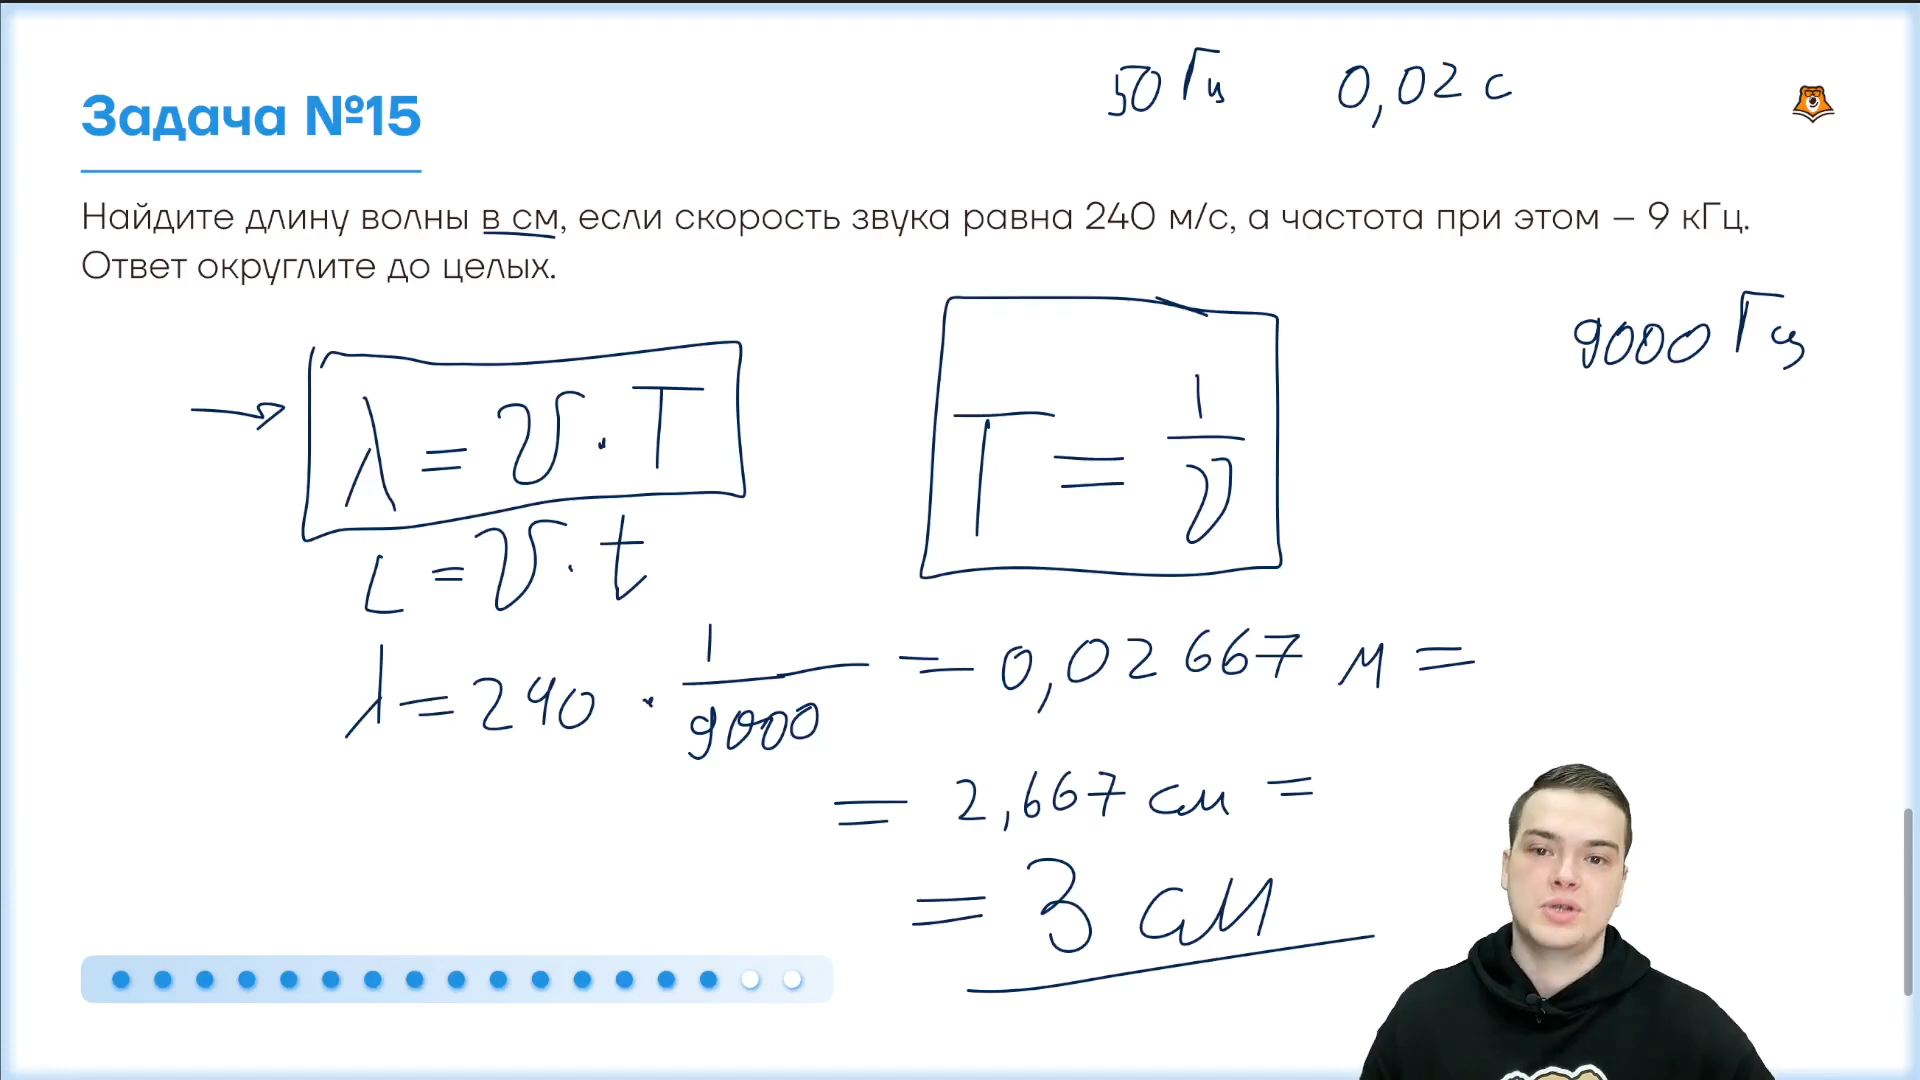 50 Гц 0,02 с
Задача №15
Найдите длину волны в см, если скорость звука равна 240 м/с, а частота при этом – 9 кГц.
Ответ округлите до целых.
9000 Гц
λ = υ · T
T = 1/ν
L = υ · t
λ = 240 · 1/9000 = 0,02667 м =
= 2,667 см =
= 3 см